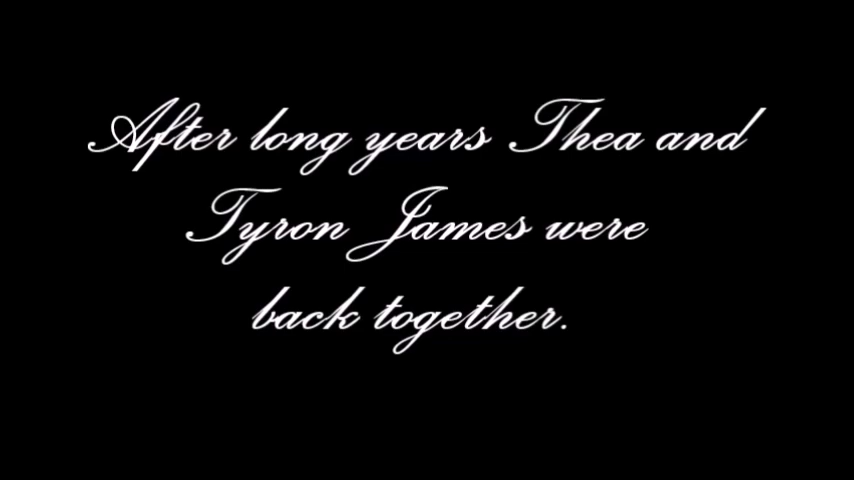 After long years Thea and
Tyron James were
back together.